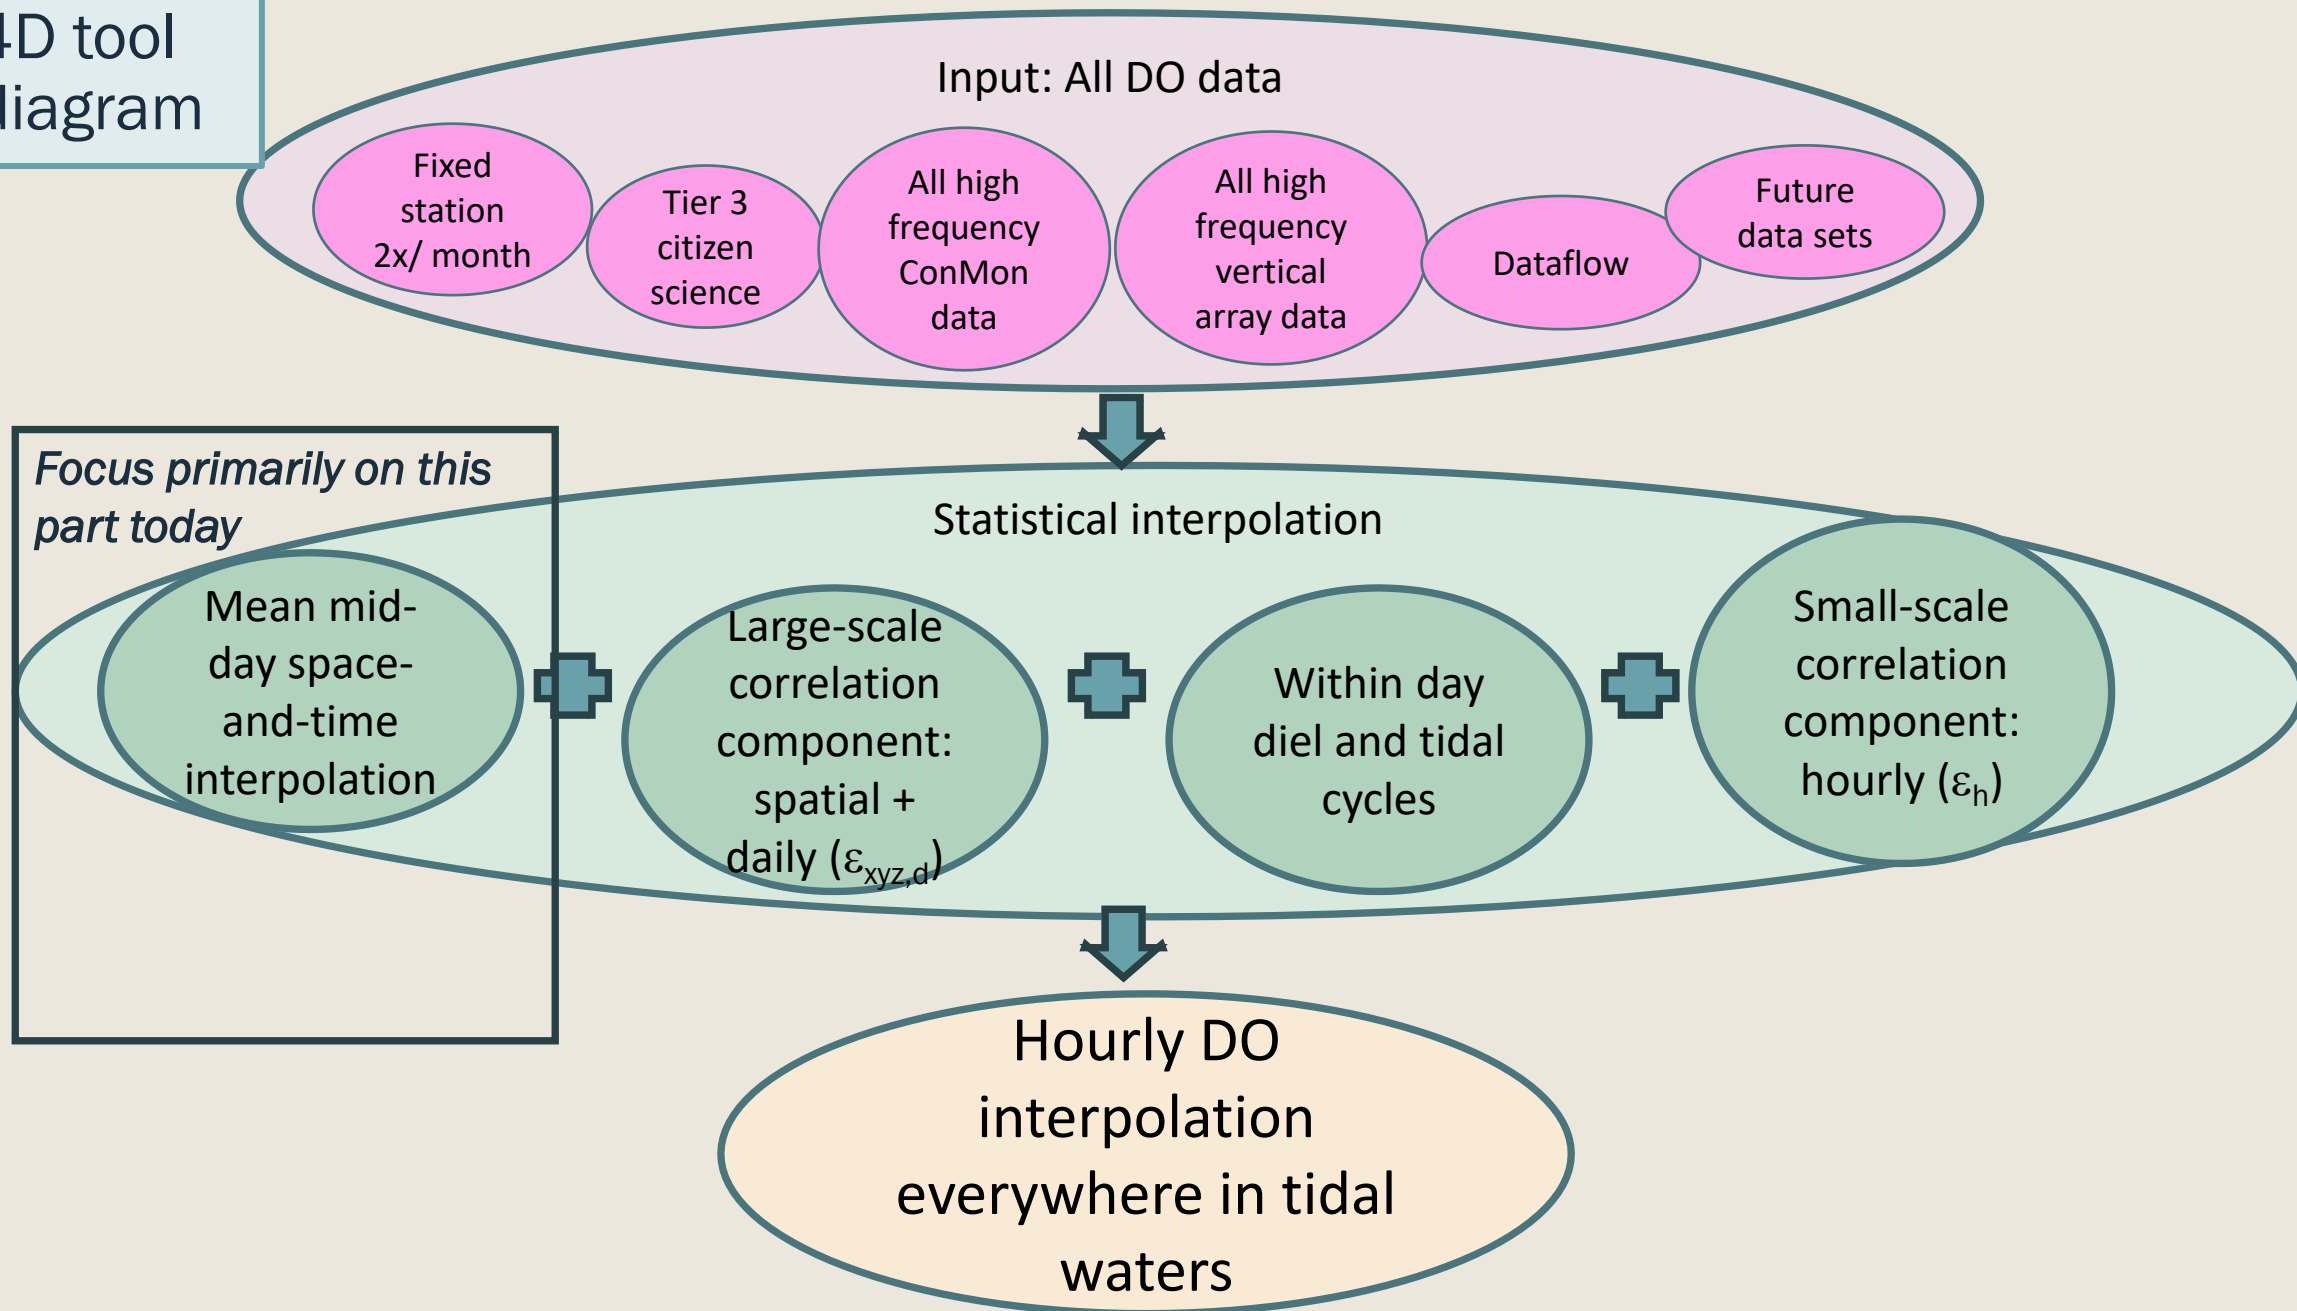 4D tool
diagram
Input: All DO data
Fixed
station
2x/ month
Tier 3
citizen
science
All high
frequency
ConMon
data
All high
frequency
vertical
array data
Dataflow
Future
data sets
Focus primarily on this
part today
Statistical interpolation
Mean mid-
day space-
and-time
interpolation
Large-scale
correlation
component:
spatial +
daily (εxyz,d)
Within day
diel and tidal
cycles
Small-scale
correlation
component:
hourly (εh)
Hourly DO
interpolation
everywhere in tidal
waters